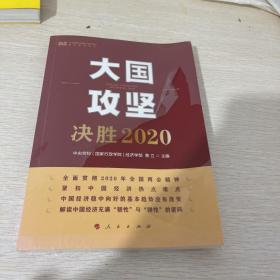 大国
攻坚
决胜2020
中央党校（国家行政学院）经济学部 曹立 主编
全面贯彻2020年全国两会精神
紧扣中国经济热点难点
中国经济稳中向好的基本趋势没有改变
解读中国经济充满“韧性”与“弹性”的密码
人民出版社